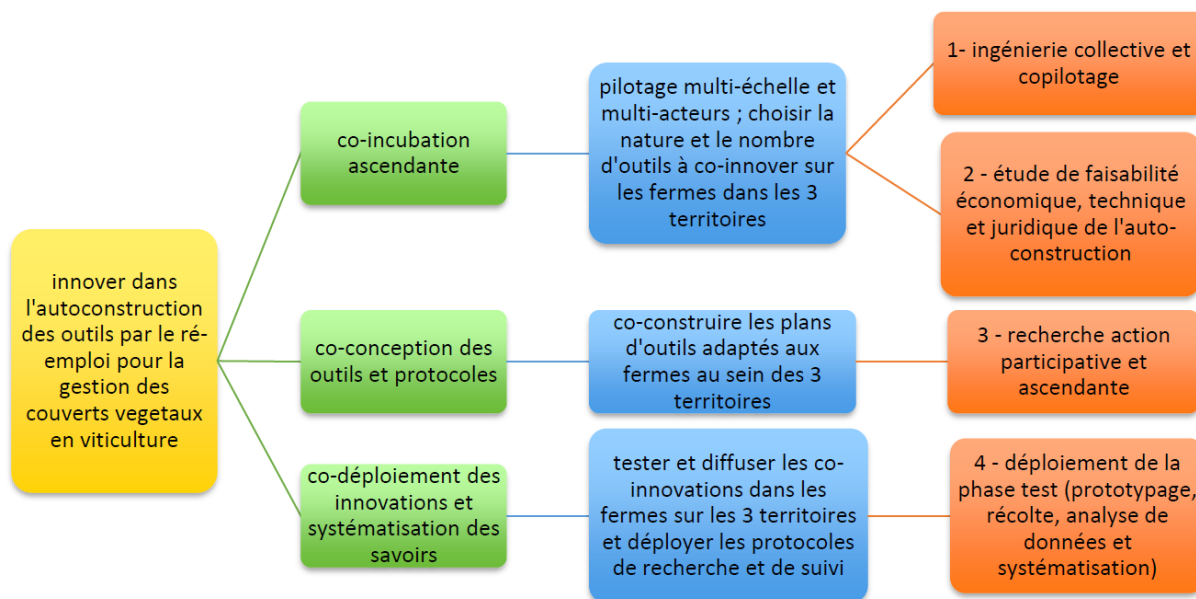 innover dans
l'autoconstruction
des outils par le ré-
emploi pour la
gestion des
couverts vegetaux
en viticulture
co-incubation
ascendante
pilotage multi-échelle et
multi-acteurs ; choisir la
nature et le nombre
d'outils à co-innover sur
les fermes dans les 3
territoires
1- ingénierie collective et
copilotage
2 - étude de faisabilité
économique, technique
et juridique de l'auto-
construction
co-conception des
outils et protocoles
co-construire les plans
d'outils adaptés aux
fermes au sein des 3
territoires
3 - recherche action
participative et
ascendante
co-déploiement des
innovations et
systématisation des
savoirs
tester et diffuser les co-
innovations dans les
fermes sur les 3 territoires
et déployer les protocoles
de recherche et de suivi
4 - déploiement de la
phase test (prototypage,
récolte, analyse de
données et
systématisation)